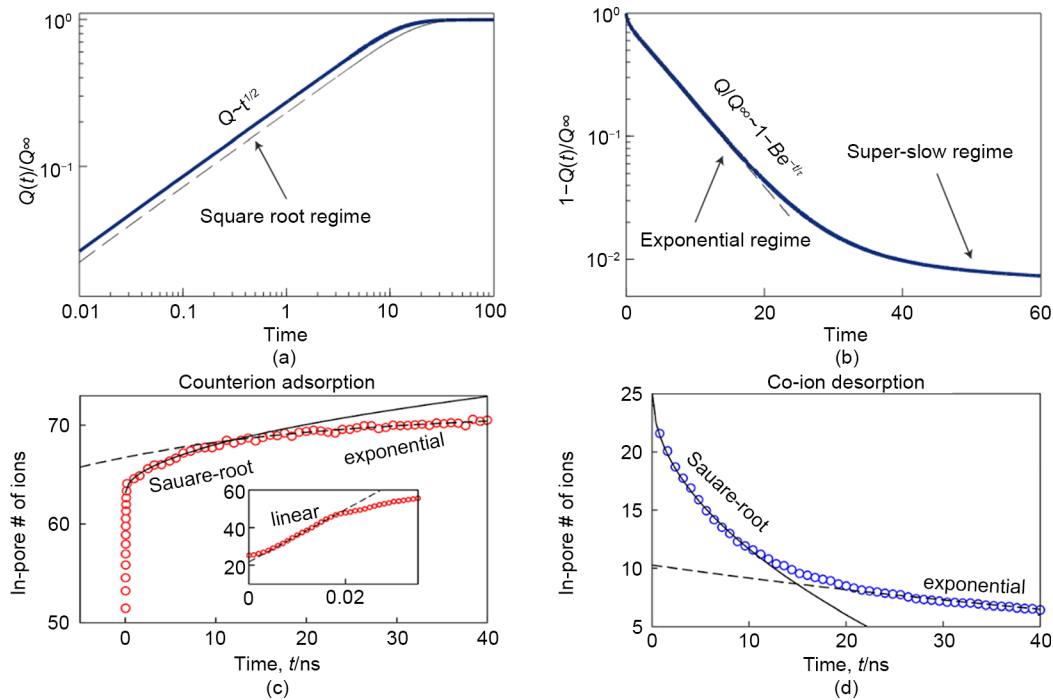 10⁰
Q~t^1/2
Q(t)/Q∞
10⁻¹
Square root regime
0.01 0.1 1 10 100
Time
(a)
10⁰
Q/Q∞~1−Be^−t/τ
1−Q(t)/Q∞
10⁻¹
Super-slow regime
Exponential regime
10⁻²
0 20 40 60
Time
(b)
Counterion adsorption
70
exponential
Sauare-root
In-pore # of ions
60
60
linear
40
20
0 0.02
50
0 10 20 30 40
Time, t/ns
(c)
Co-ion desorption
25
20
Sauare-root
In-pore # of ions
15
10
exponential
5
0 10 20 30 40
Time, t/ns
(d)